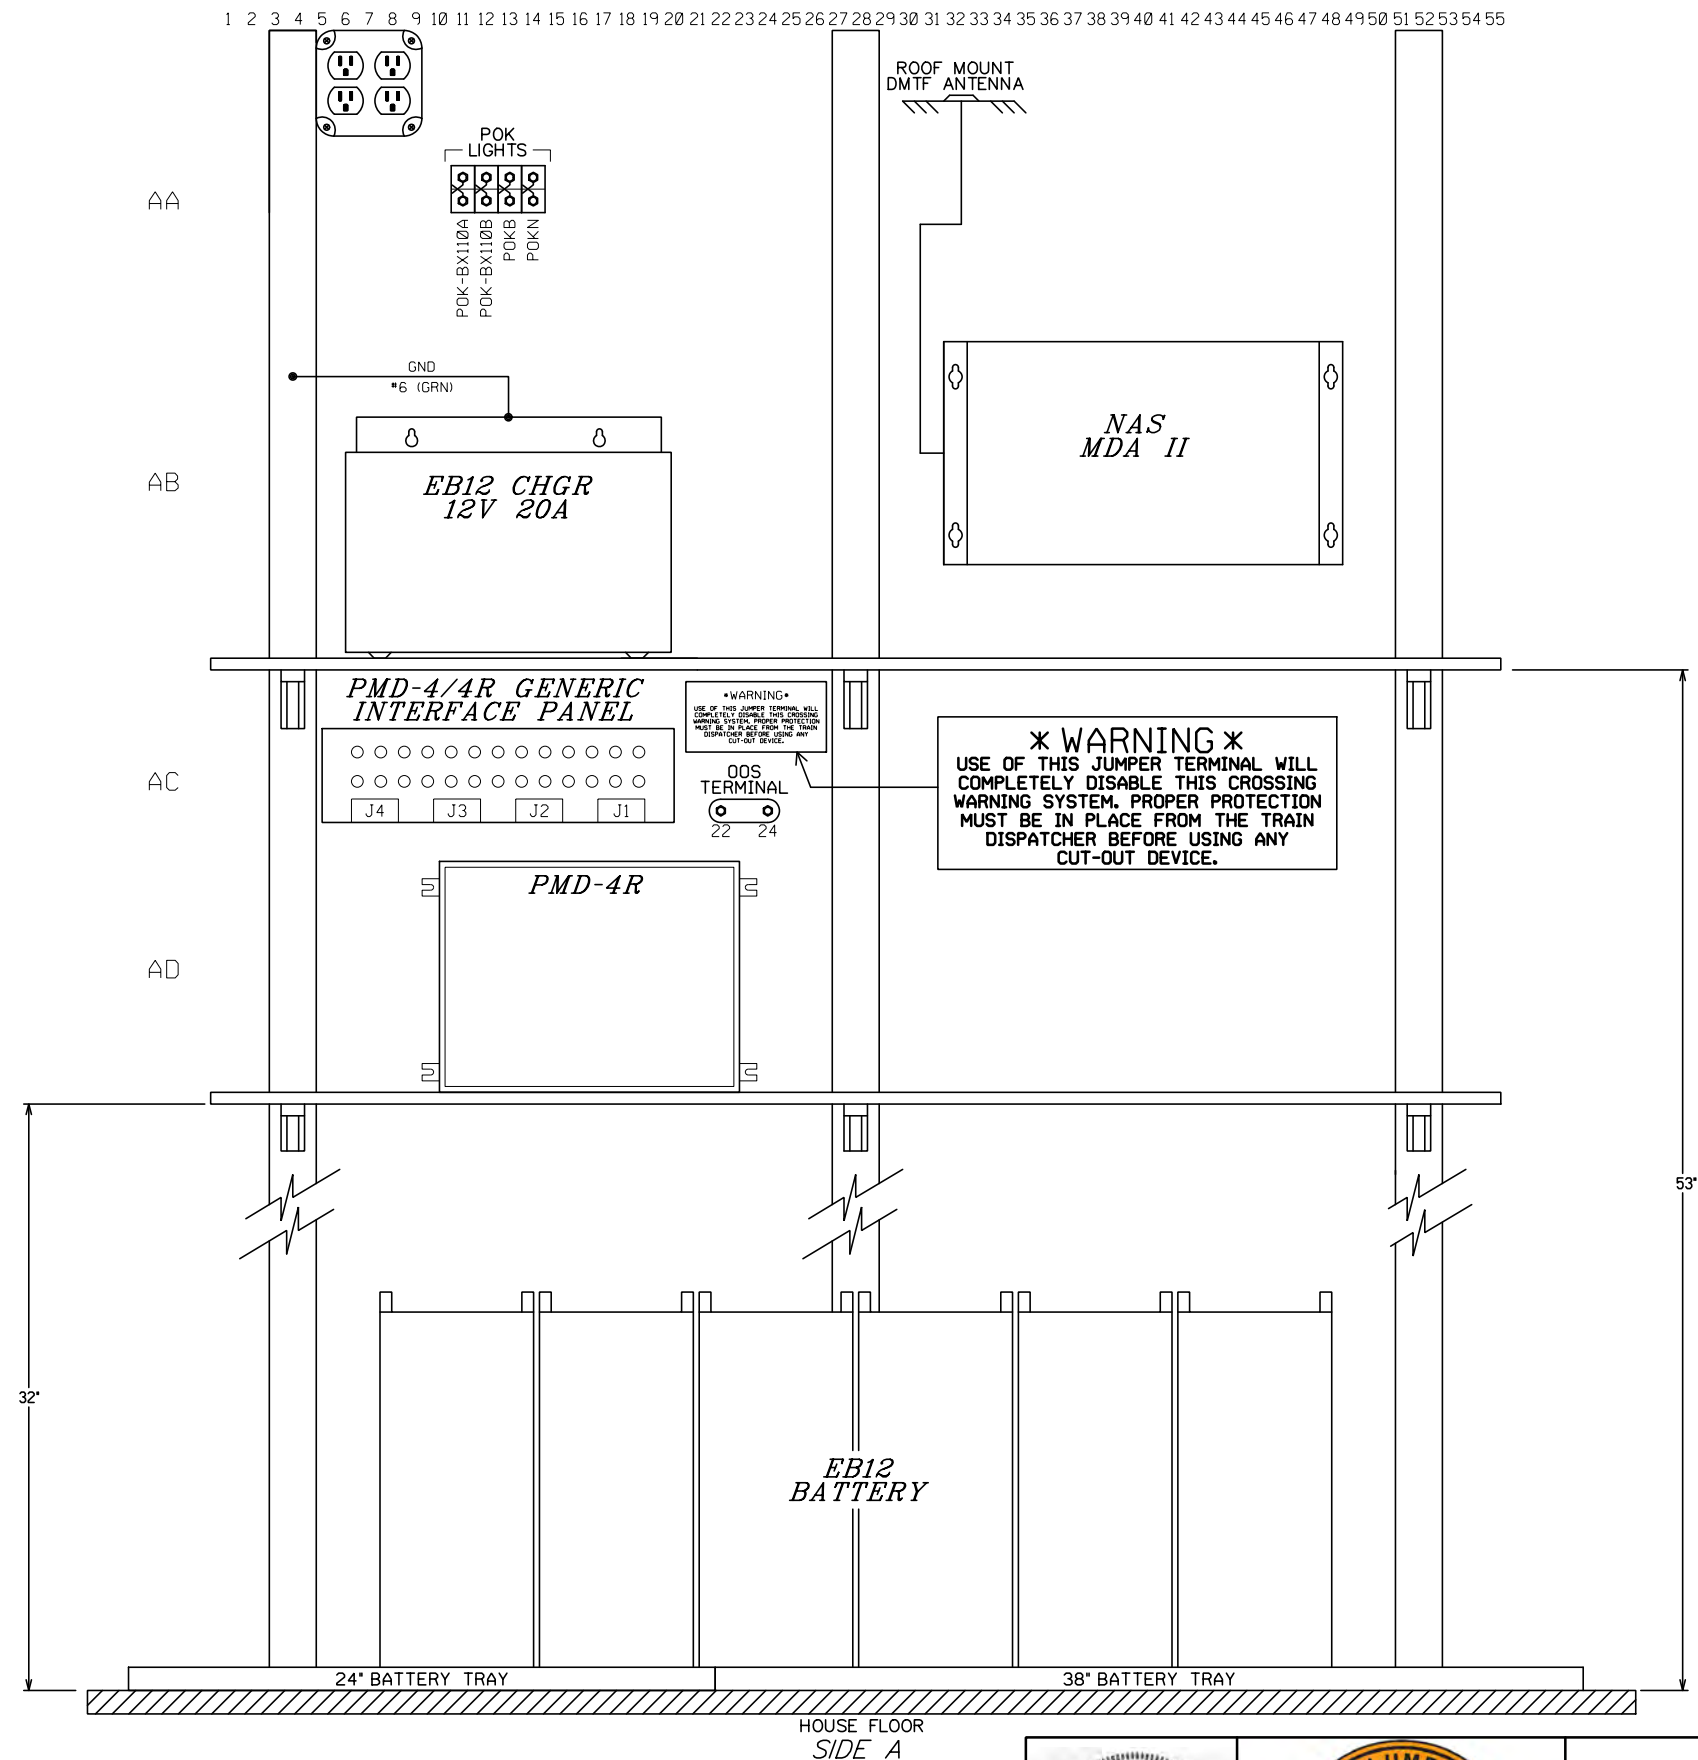 1 2 3 4 5 6 7 8 9 10 11 12 13 14 15 16 17 18 19 20 21 22 23 24 25 26 27 28 29 30 31 32 33 34 35 36 37 38 39 40 41 42 43 44 45 46 47 48 49 50 51 52 53 54 55
ROOF MOUNT
DMTF ANTENNA
POK
LIGHTS
AA
POK-BX110A
POK-BX110B
POKB
POKN
GND
#6 (GRN)
NAS
MDA II
AB
EB12 CHGR
12V 20A
PMD-4/4R GENERIC
INTERFACE PANEL
*WARNING*
USE OF THIS JUMPER TERMINAL WILL
COMPLETELY DISABLE THIS CROSSING
WARNING SYSTEM. PROPER PROTECTION
MUST BE IN PLACE FROM THE TRAIN
DISPATCHER BEFORE USING ANY
CUT-OUT DEVICE.
* WARNING *
USE OF THIS JUMPER TERMINAL WILL
COMPLETELY DISABLE THIS CROSSING
WARNING SYSTEM. PROPER PROTECTION
MUST BE IN PLACE FROM THE TRAIN
DISPATCHER BEFORE USING ANY
CUT-OUT DEVICE.
AC
OOS
TERMINAL
22 24
J4 J3 J2 J1
PMD-4R
AD
53"
32"
EB12
BATTERY
24" BATTERY TRAY
38" BATTERY TRAY
HOUSE FLOOR
SIDE A